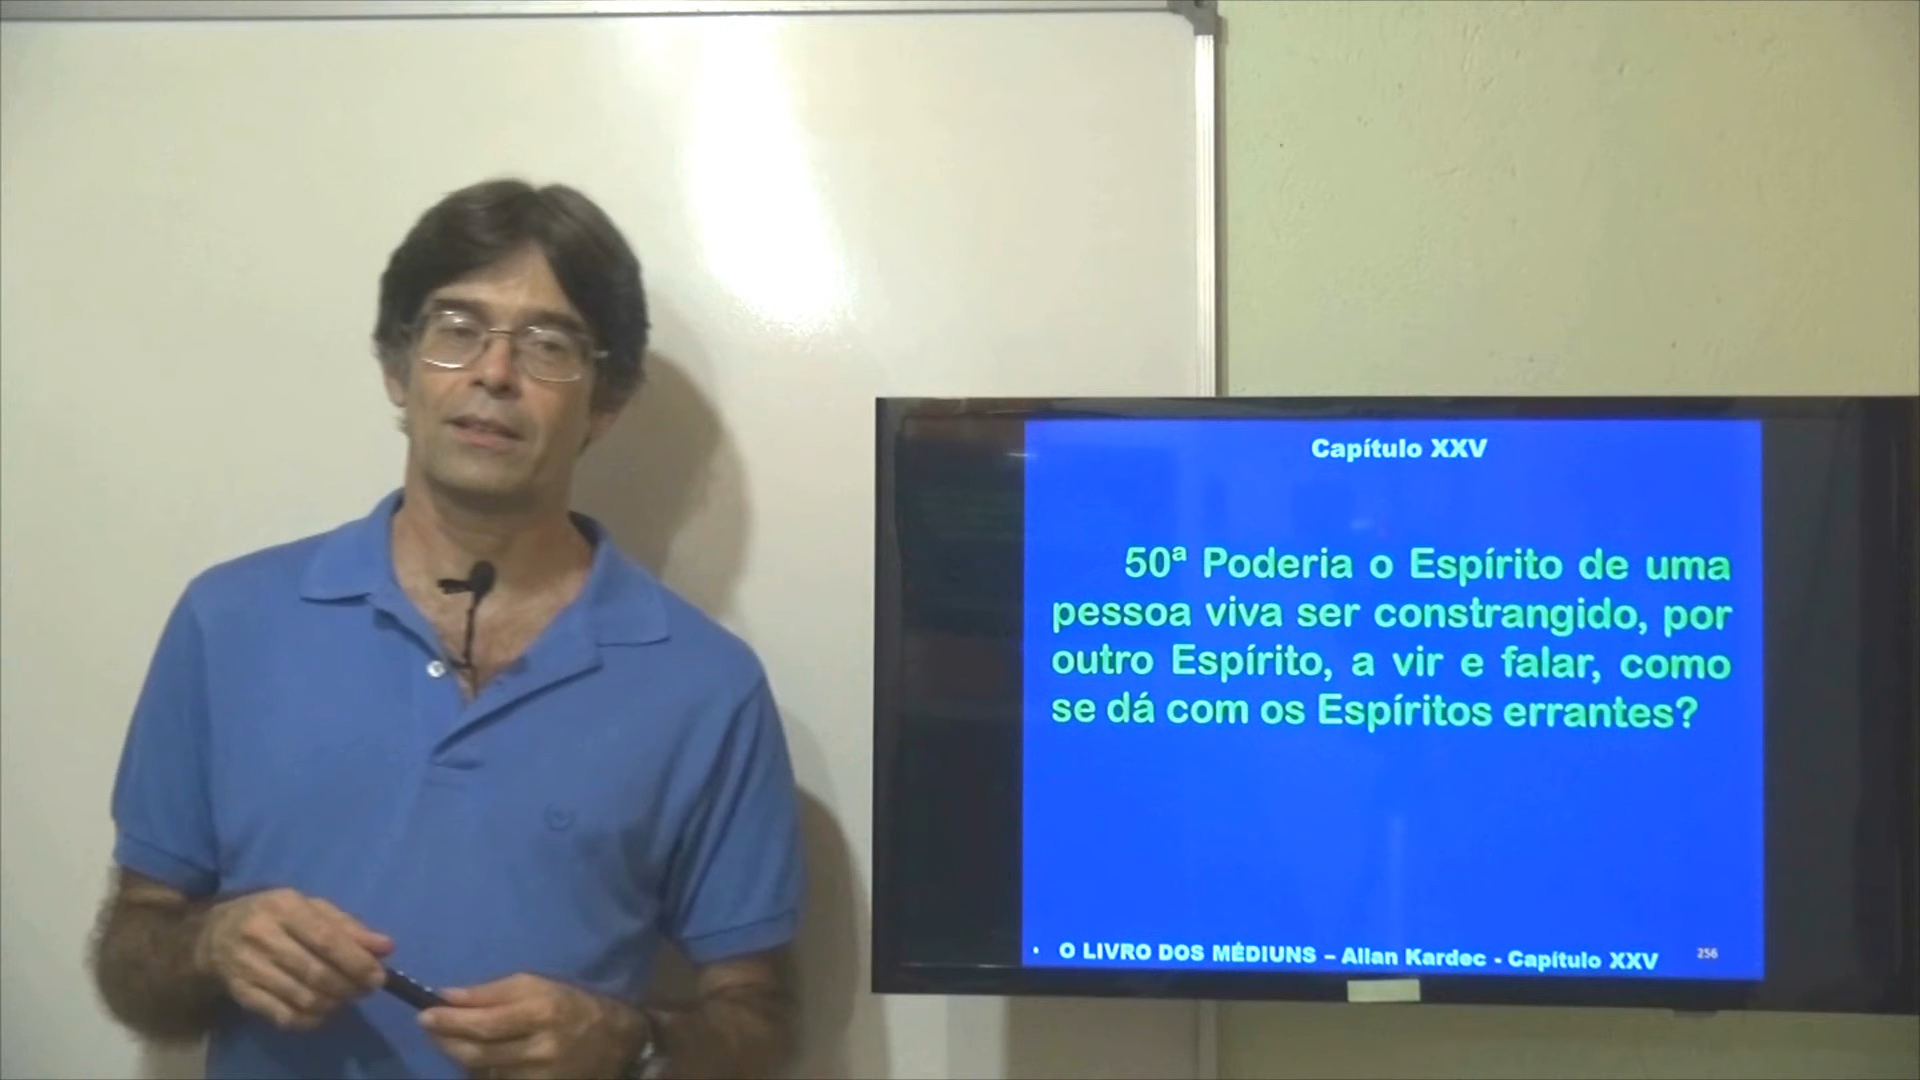 Capítulo XXV
50ª Poderia o Espírito de uma
pessoa viva ser constrangido, por
outro Espírito, a vir e falar, como
se dá com os Espíritos errantes?
• O LIVRO DOS MÉDIUNS – Allan Kardec - Capítulo XXV
256